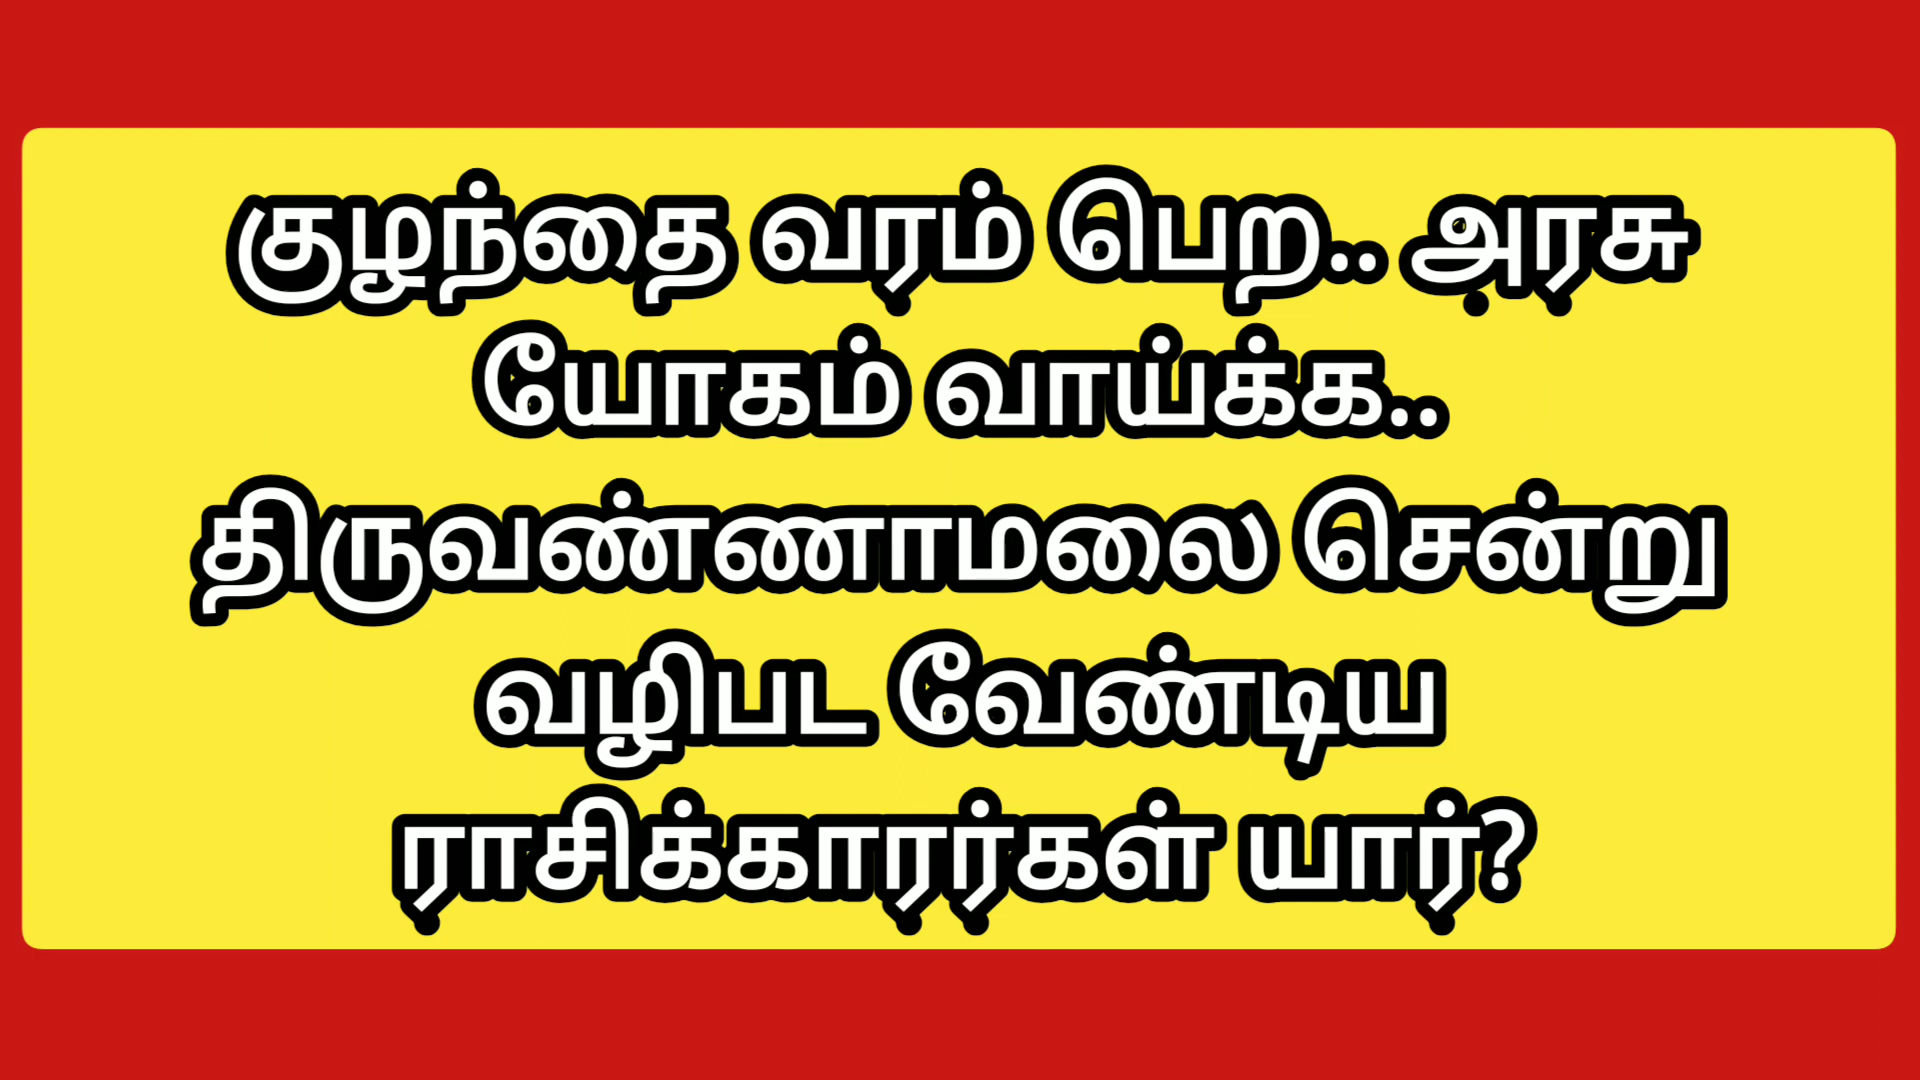 குழந்தை வரம் பெற.. அரசு
யோகம் வாய்க்க..
திருவண்ணாமலை சென்று
வழிபட வேண்டிய
ராசிக்காரர்கள் யார்?